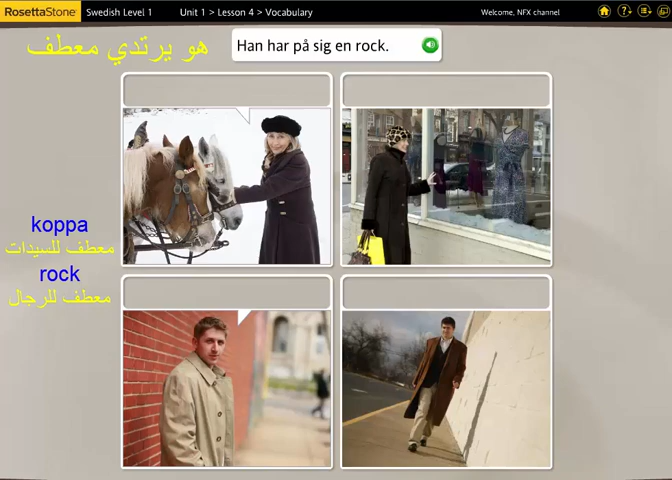 RosettaStone Swedish Level 1 Unit 1 > Lesson 4 > Vocabulary Welcome, NFX channel
هو يرتدي معطف
Han har på sig en rock.
koppa
معطف للسيدات
rock
معطف للرجال